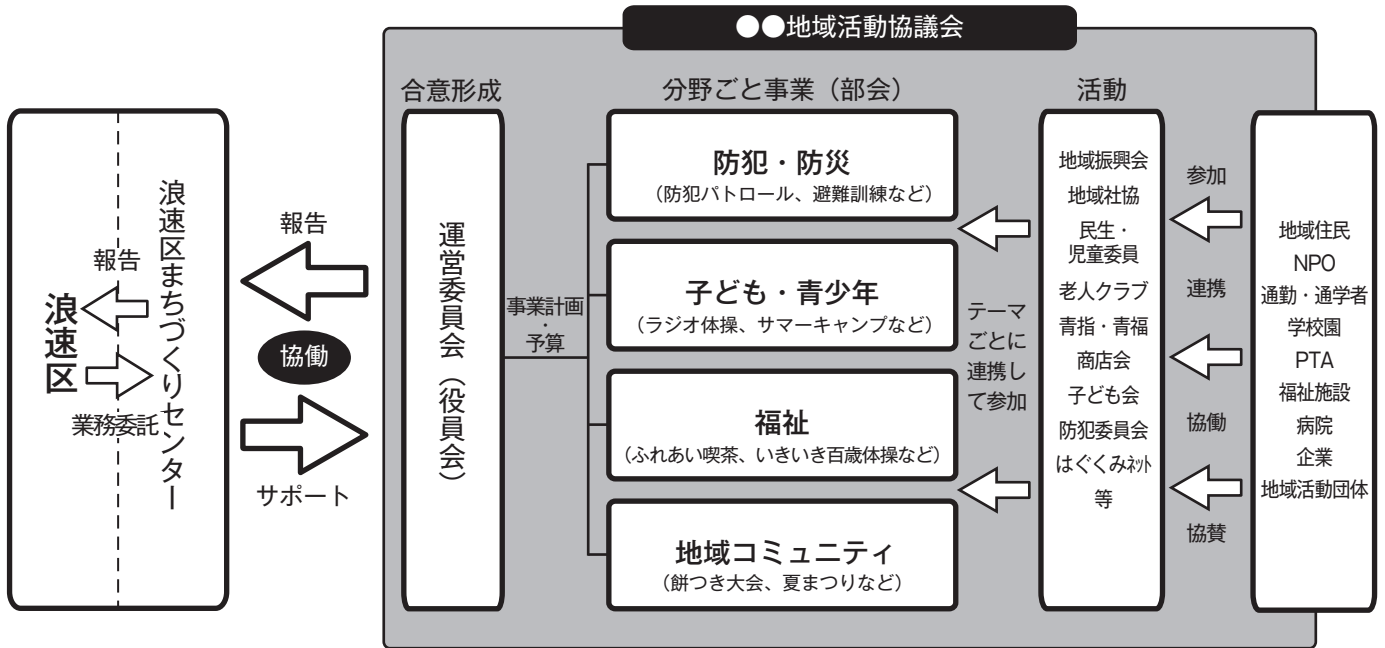 ●●地域活動協議会
浪速区
報告
業務委託
浪速区まちづくりセンター
報告
協働
サポート
合意形成
運営委員会（役員会）
事業計画
・
予算
分野ごと事業（部会）
防犯・防災
（防犯パトロール、避難訓練など）
子ども・青少年
（ラジオ体操、サマーキャンプなど）
福祉
（ふれあい喫茶、いきいき百歳体操など）
地域コミュニティ
（餅つき大会、夏まつりなど）
テーマ
ごとに
連携し
て参加
活動
地域振興会
地域社協
民生・
児童委員
老人クラブ
青指・青福
商店会
子ども会
防犯委員会
はぐくみネット
等
参加
連携
協働
協賛
地域住民
NPO
通勤・通学者
学校園
PTA
福祉施設
病院
企業
地域活動団体